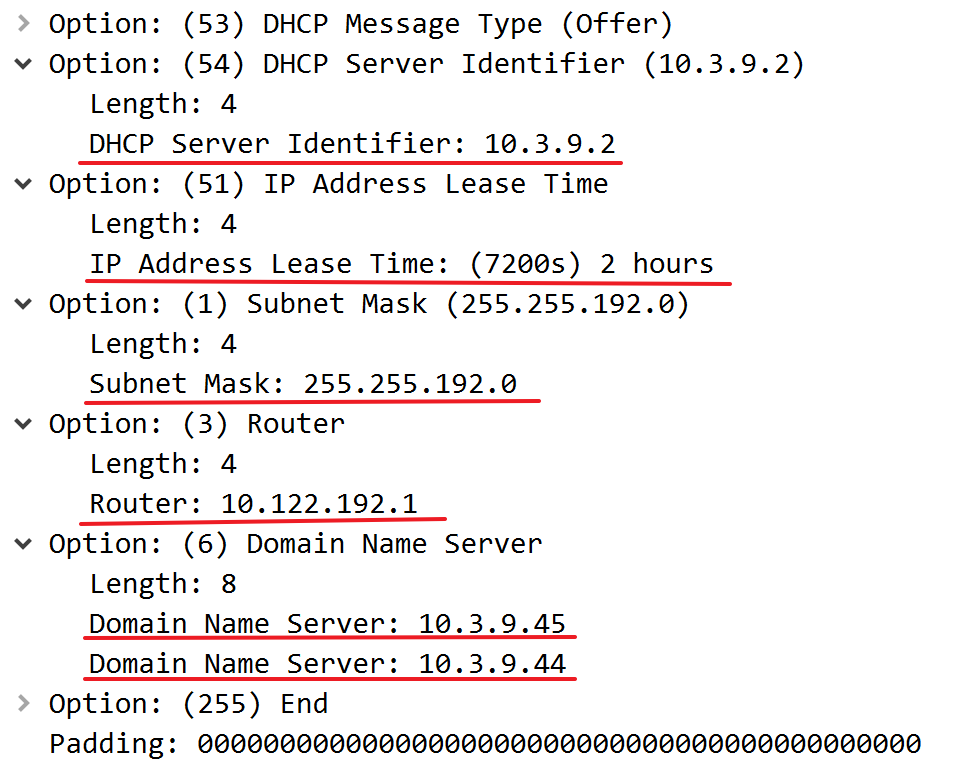 Option: (53) DHCP Message Type (Offer)
Option: (54) DHCP Server Identifier (10.3.9.2)
Length: 4
DHCP Server Identifier: 10.3.9.2
Option: (51) IP Address Lease Time
Length: 4
IP Address Lease Time: (7200s) 2 hours
Option: (1) Subnet Mask (255.255.192.0)
Length: 4
Subnet Mask: 255.255.192.0
Option: (3) Router
Length: 4
Router: 10.122.192.1
Option: (6) Domain Name Server
Length: 8
Domain Name Server: 10.3.9.45
Domain Name Server: 10.3.9.44
Option: (255) End
Padding: 00000000000000000000000000000000000000000000